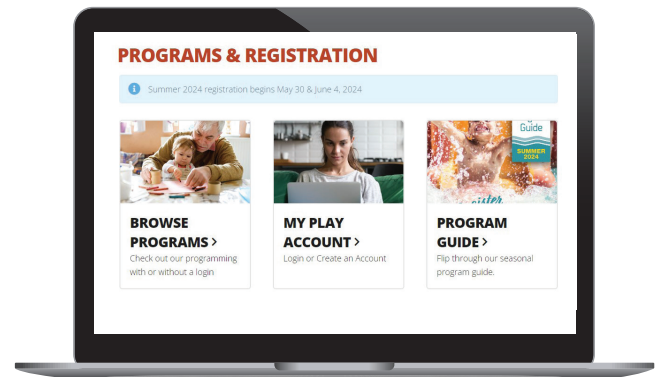 PROGRAMS & REGISTRATION
Summer 2024 registration begins May 30 & June 4, 2024
Guide
SUMMER
2024
BROWSE
PROGRAMS >
Check out our programming
with or without a login
MY PLAY
ACCOUNT >
Login or Create an Account
PROGRAM
GUIDE >
Flip through our seasonal
program guide.